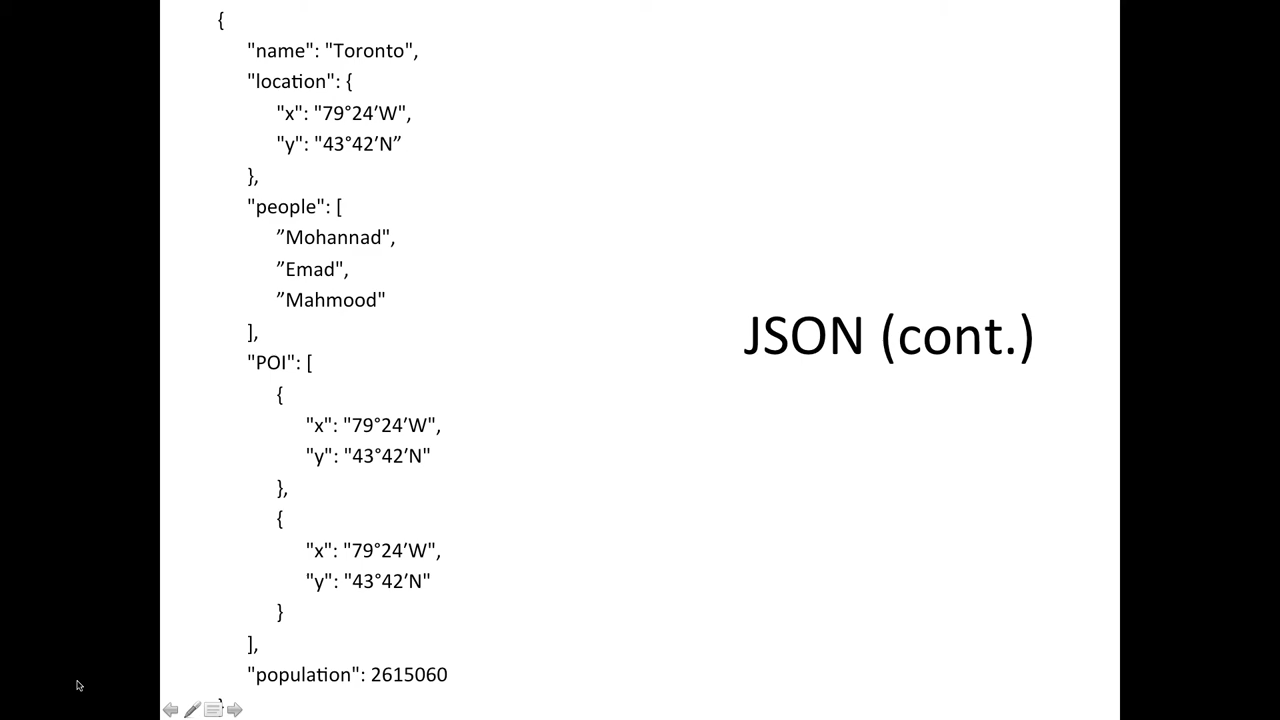 {
"name": "Toronto",
"location": {
"x": "79°24′W",
"y": "43°42′N”
},
"people": [
”Mohannad",
”Emad",
”Mahmood"
],
"POI": [
{
"x": "79°24′W",
"y": "43°42′N"
},
{
"x": "79°24′W",
"y": "43°42′N"
}
],
"population": 2615060
}
JSON (cont.)